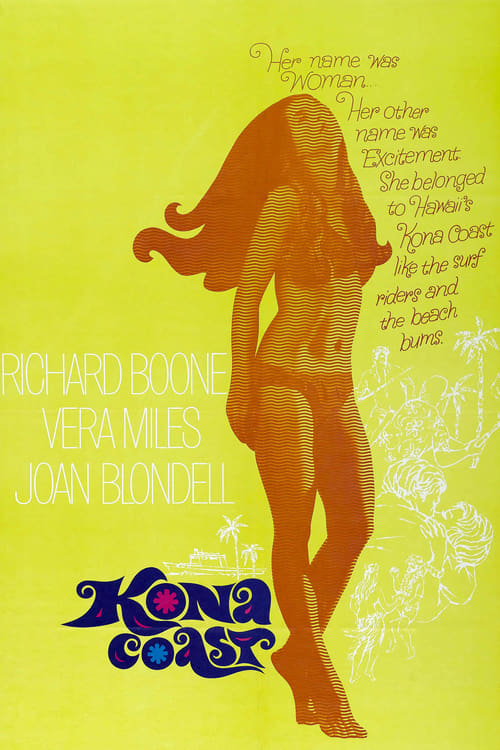 Her name was
Woman...
Her other
name was
Excitement.
She belonged
to Hawaii's
Kona Coast
like the surf
riders and
the beach
bums.
RICHARD BOONE
VERA MILES
JOAN BLONDELL
Kona
COAST